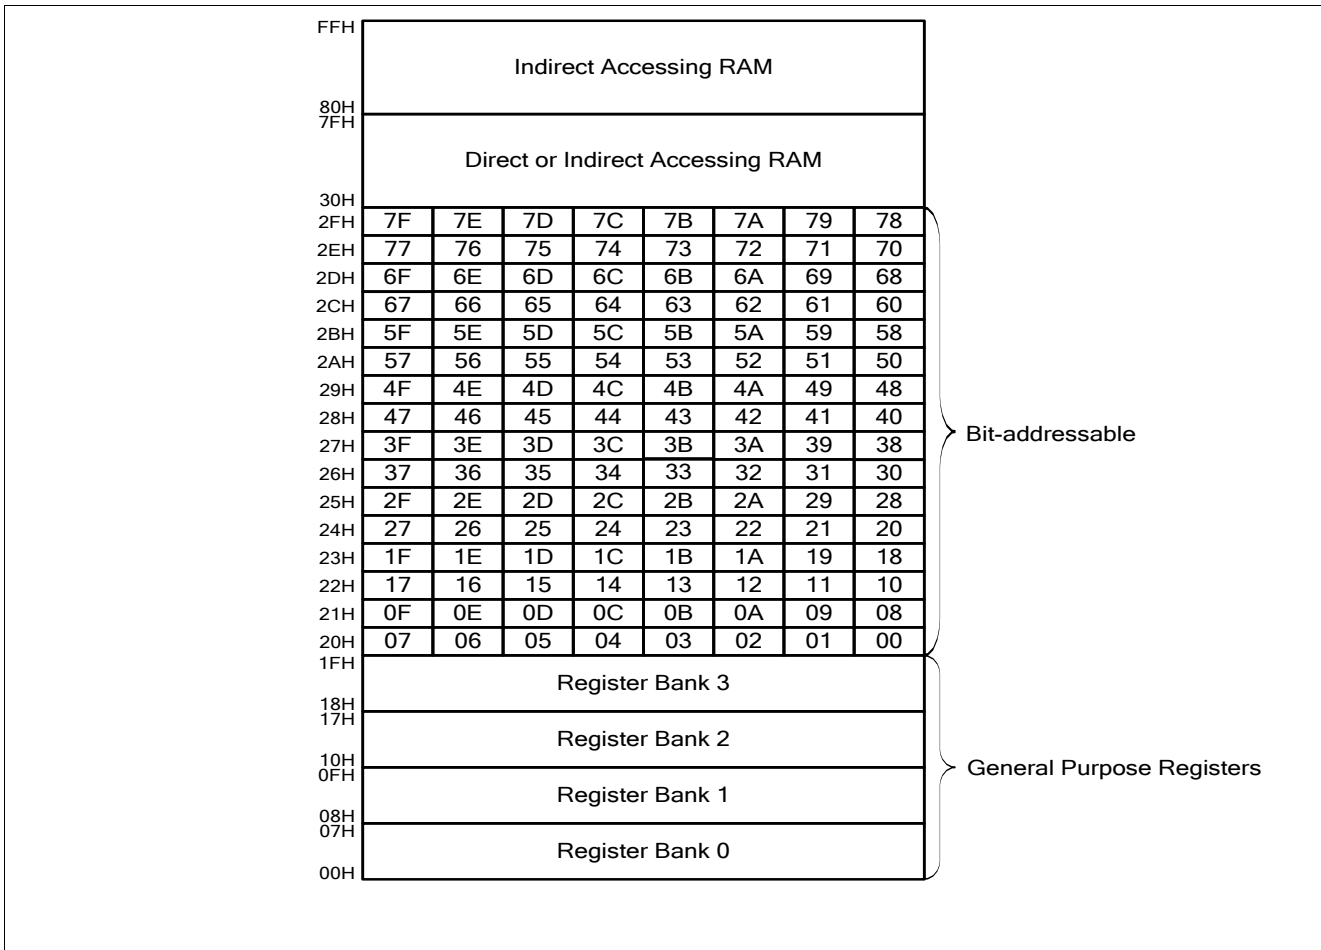 FFH
Indirect Accessing RAM
80H
7FH
Direct or Indirect Accessing RAM
30H
2FH 7F 7E 7D 7C 7B 7A 79 78
2EH 77 76 75 74 73 72 71 70
2DH 6F 6E 6D 6C 6B 6A 69 68
2CH 67 66 65 64 63 62 61 60
2BH 5F 5E 5D 5C 5B 5A 59 58
2AH 57 56 55 54 53 52 51 50
29H 4F 4E 4D 4C 4B 4A 49 48
28H 47 46 45 44 43 42 41 40
Bit-addressable
27H 3F 3E 3D 3C 3B 3A 39 38
26H 37 36 35 34 33 32 31 30
25H 2F 2E 2D 2C 2B 2A 29 28
24H 27 26 25 24 23 22 21 20
23H 1F 1E 1D 1C 1B 1A 19 18
22H 17 16 15 14 13 12 11 10
21H 0F 0E 0D 0C 0B 0A 09 08
20H 07 06 05 04 03 02 01 00
1FH
Register Bank 3
18H
17H
Register Bank 2
10H
General Purpose Registers
0FH
Register Bank 1
08H
07H
Register Bank 0
00H